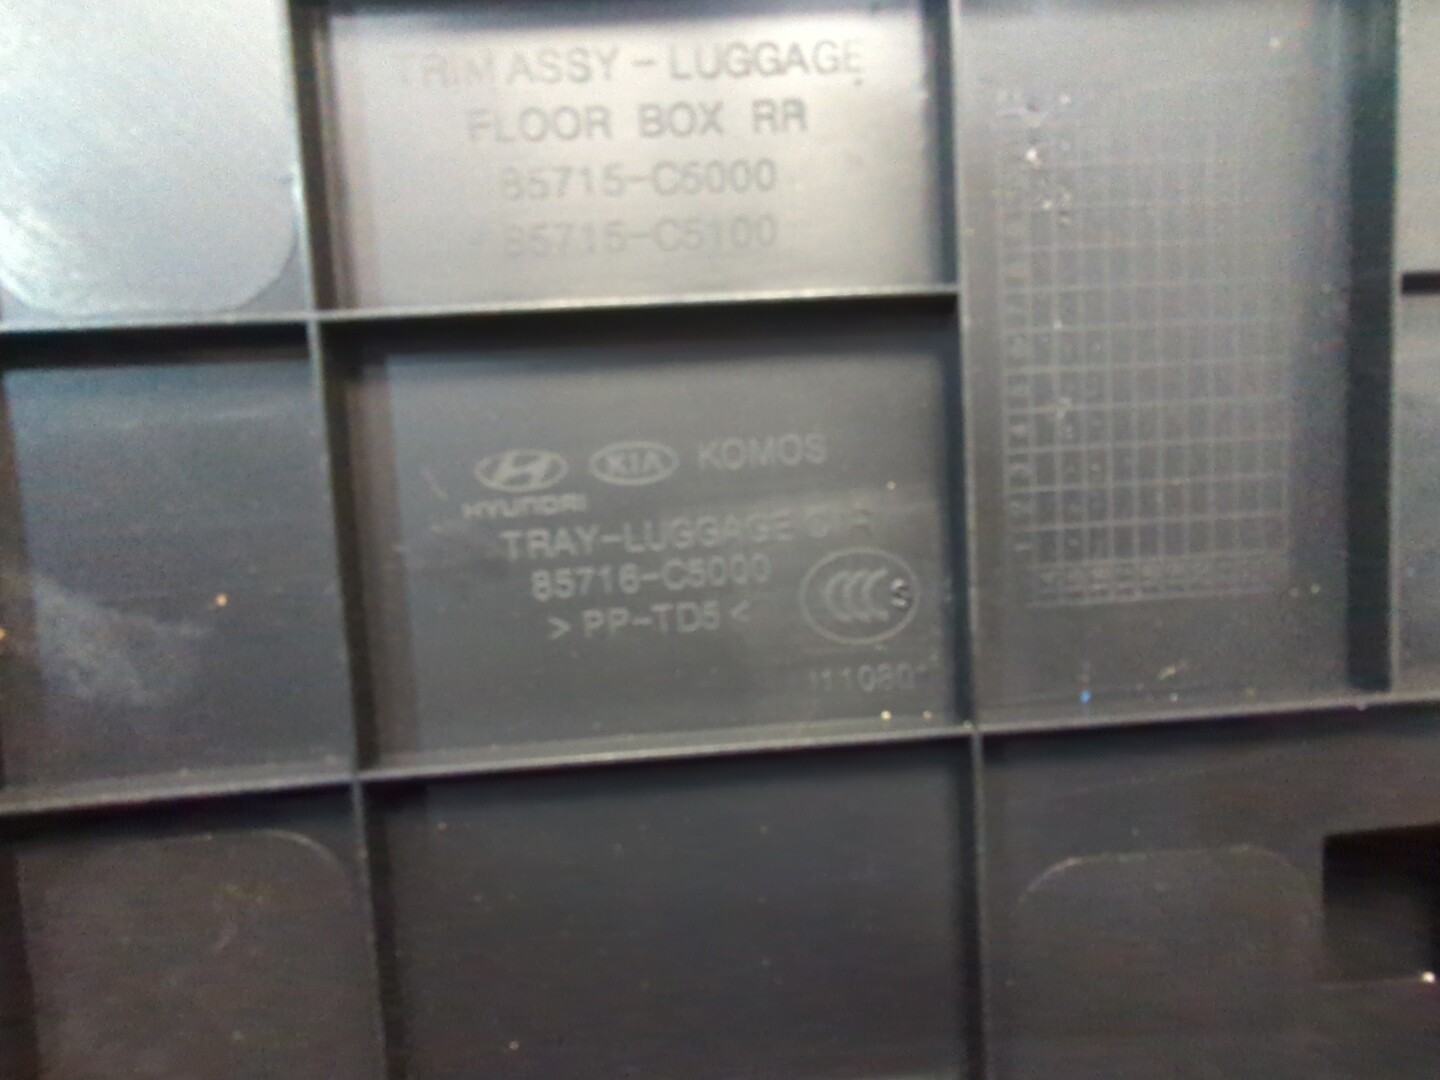 TRIM ASSY-LUGGAGE
FLOOR BOX RR
85715-C5000
85715-C5100
HYUNDAI KIA KOMOS
TRAY-LUGGAGE
85716-C5000
>PP-TD5<
CCC S